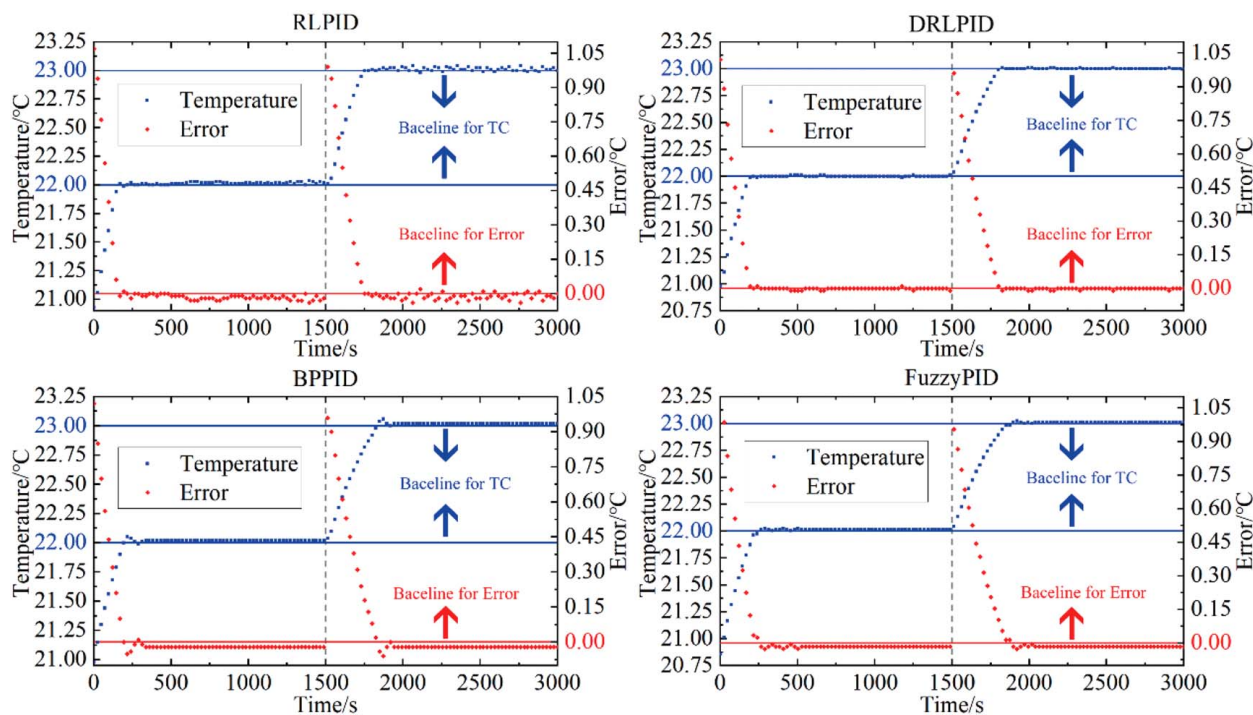 RLPID
23.25
23.00
22.75
22.50
22.25
22.00
21.75
21.50
21.25
21.00
Temperature/°C
Temperature
Error
Baceline for TC
Baceline for Error
1.05
0.90
0.75
0.60
0.45
0.30
0.15
0.00
Error/°C
0 500 1000 1500 2000 2500 3000
Time/s
DRLPID
23.25
23.00
22.75
22.50
22.25
22.00
21.75
21.50
21.25
21.00
20.75
Temperature/°C
Temperature
Error
Baceline for TC
Baceline for Error
1.05
0.90
0.75
0.60
0.45
0.30
0.15
0.00
Error/°C
0 500 1000 1500 2000 2500 3000
Time/s
BPPID
23.25
23.00
22.75
22.50
22.25
22.00
21.75
21.50
21.25
21.00
Temperature/°C
Temperature
Error
Baceline for TC
Baceline for Error
1.05
0.90
0.75
0.60
0.45
0.30
0.15
0.00
Error/°C
0 500 1000 1500 2000 2500 3000
Time/s
FuzzyPID
23.25
23.00
22.75
22.50
22.25
22.00
21.75
21.50
21.25
21.00
20.75
Temperature/°C
Temperature
Error
Baceline for TC
Baceline for Error
1.05
0.90
0.75
0.60
0.45
0.30
0.15
0.00
Error/°C
0 500 1000 1500 2000 2500 3000
Time/s